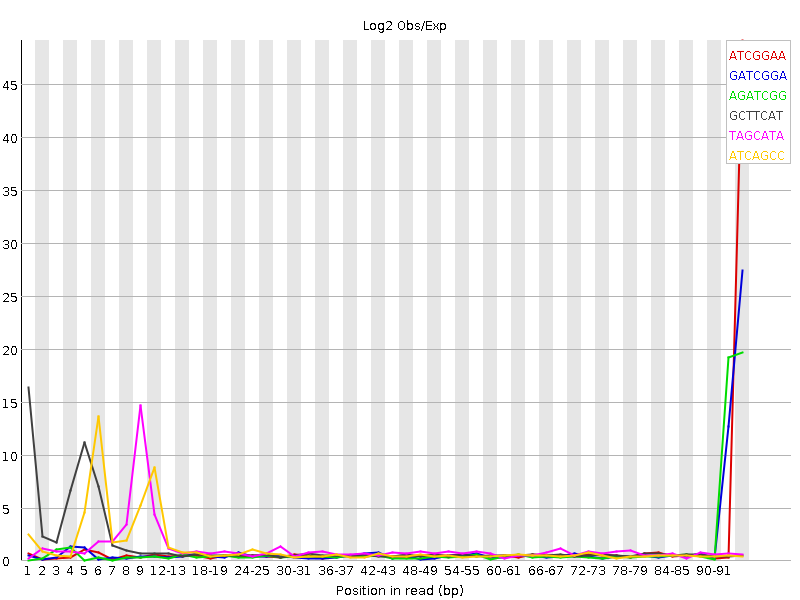 Log2 Obs/Exp
ATCGGAA
GATCGGA
AGATCGG
GCTTCAT
TAGCATA
ATCAGCC
45
40
35
30
25
20
15
10
5
0
1 2 3 4 5 6 7 8 9 12-13 18-19 24-25 30-31 36-37 42-43 48-49 54-55 60-61 66-67 72-73 78-79 84-85 90-91
Position in read (bp)